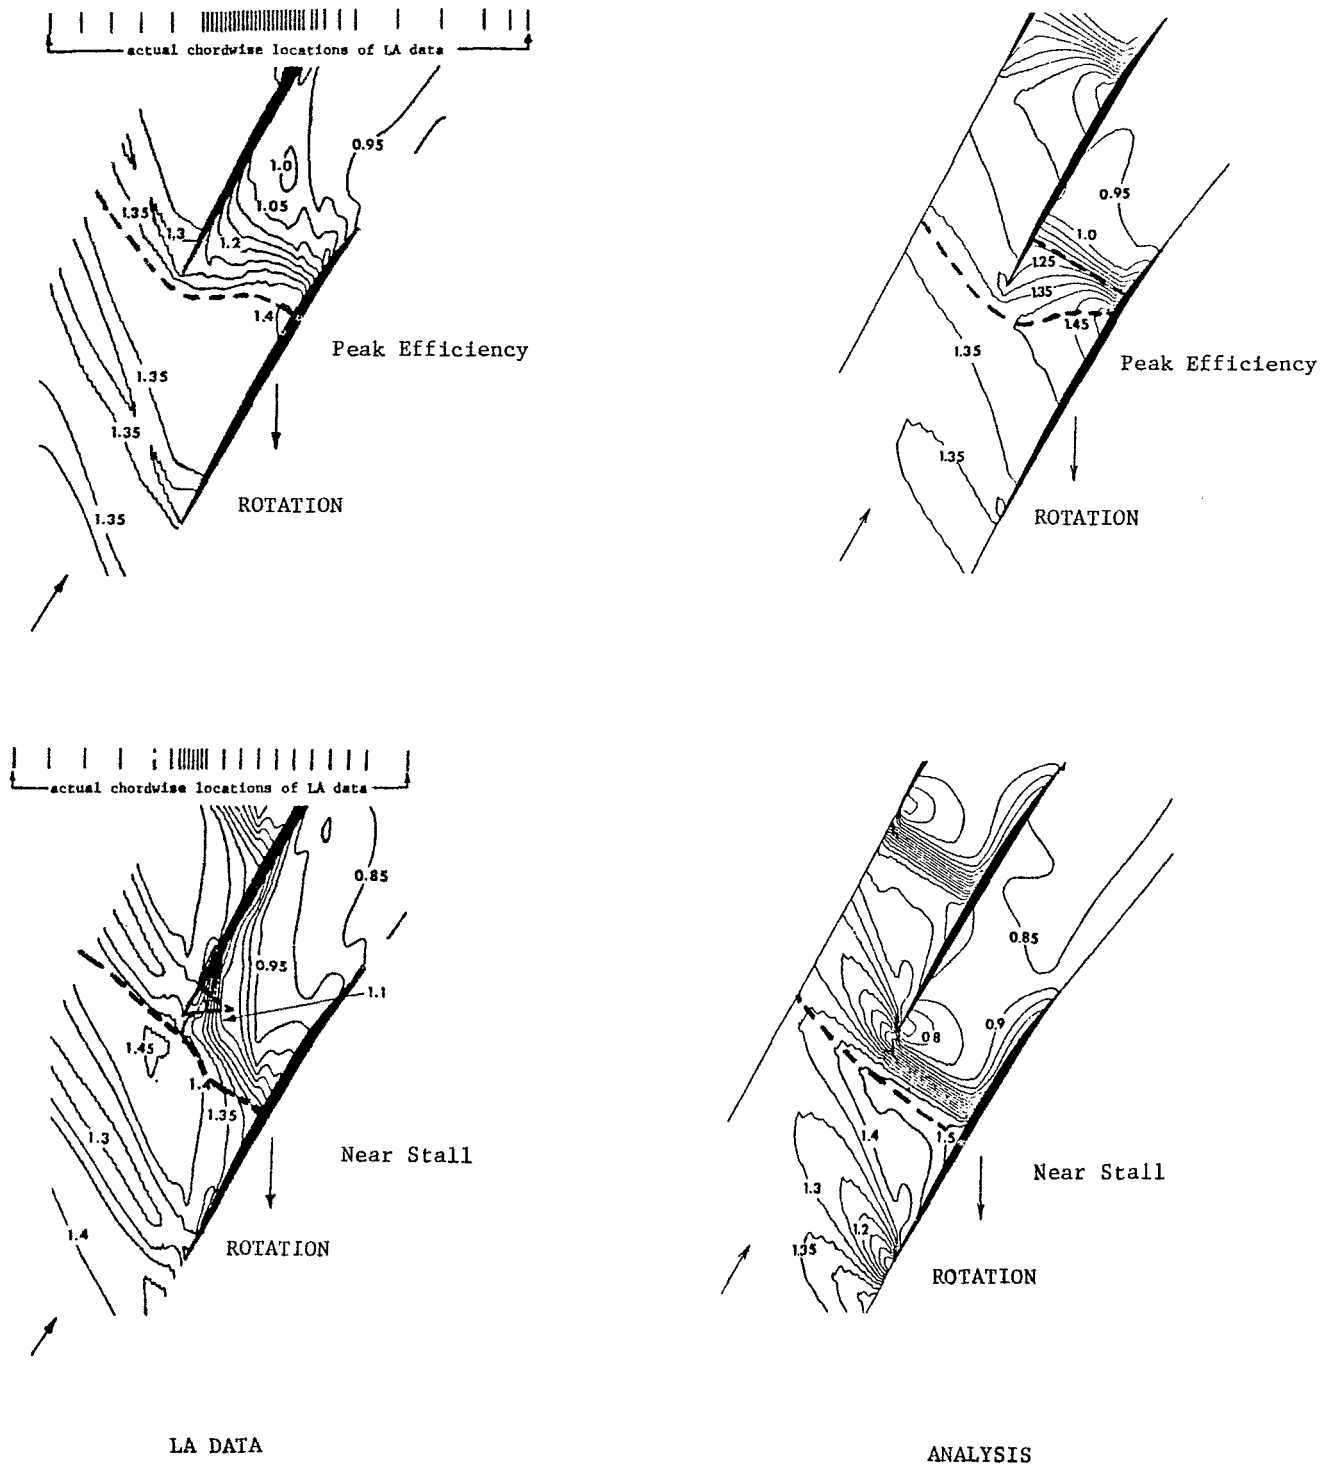 actual chordwise locations of LA data
0.95
1.0
1.05
1.35
1.3
1.2
1.4
Peak Efficiency
1.35
1.35
ROTATION
1.35
0.95
1.0
1.25
1.35
1.45
1.35
Peak Efficiency
1.35
ROTATION
actual chordwise locations of LA data
0.85
0.95
1.1
1.45
1.4
1.35
1.3
Near Stall
1.4
ROTATION
0.85
0.8
0.9
1.4
1.5
1.3
Near Stall
1.2
1.35
ROTATION
LA DATA
ANALYSIS